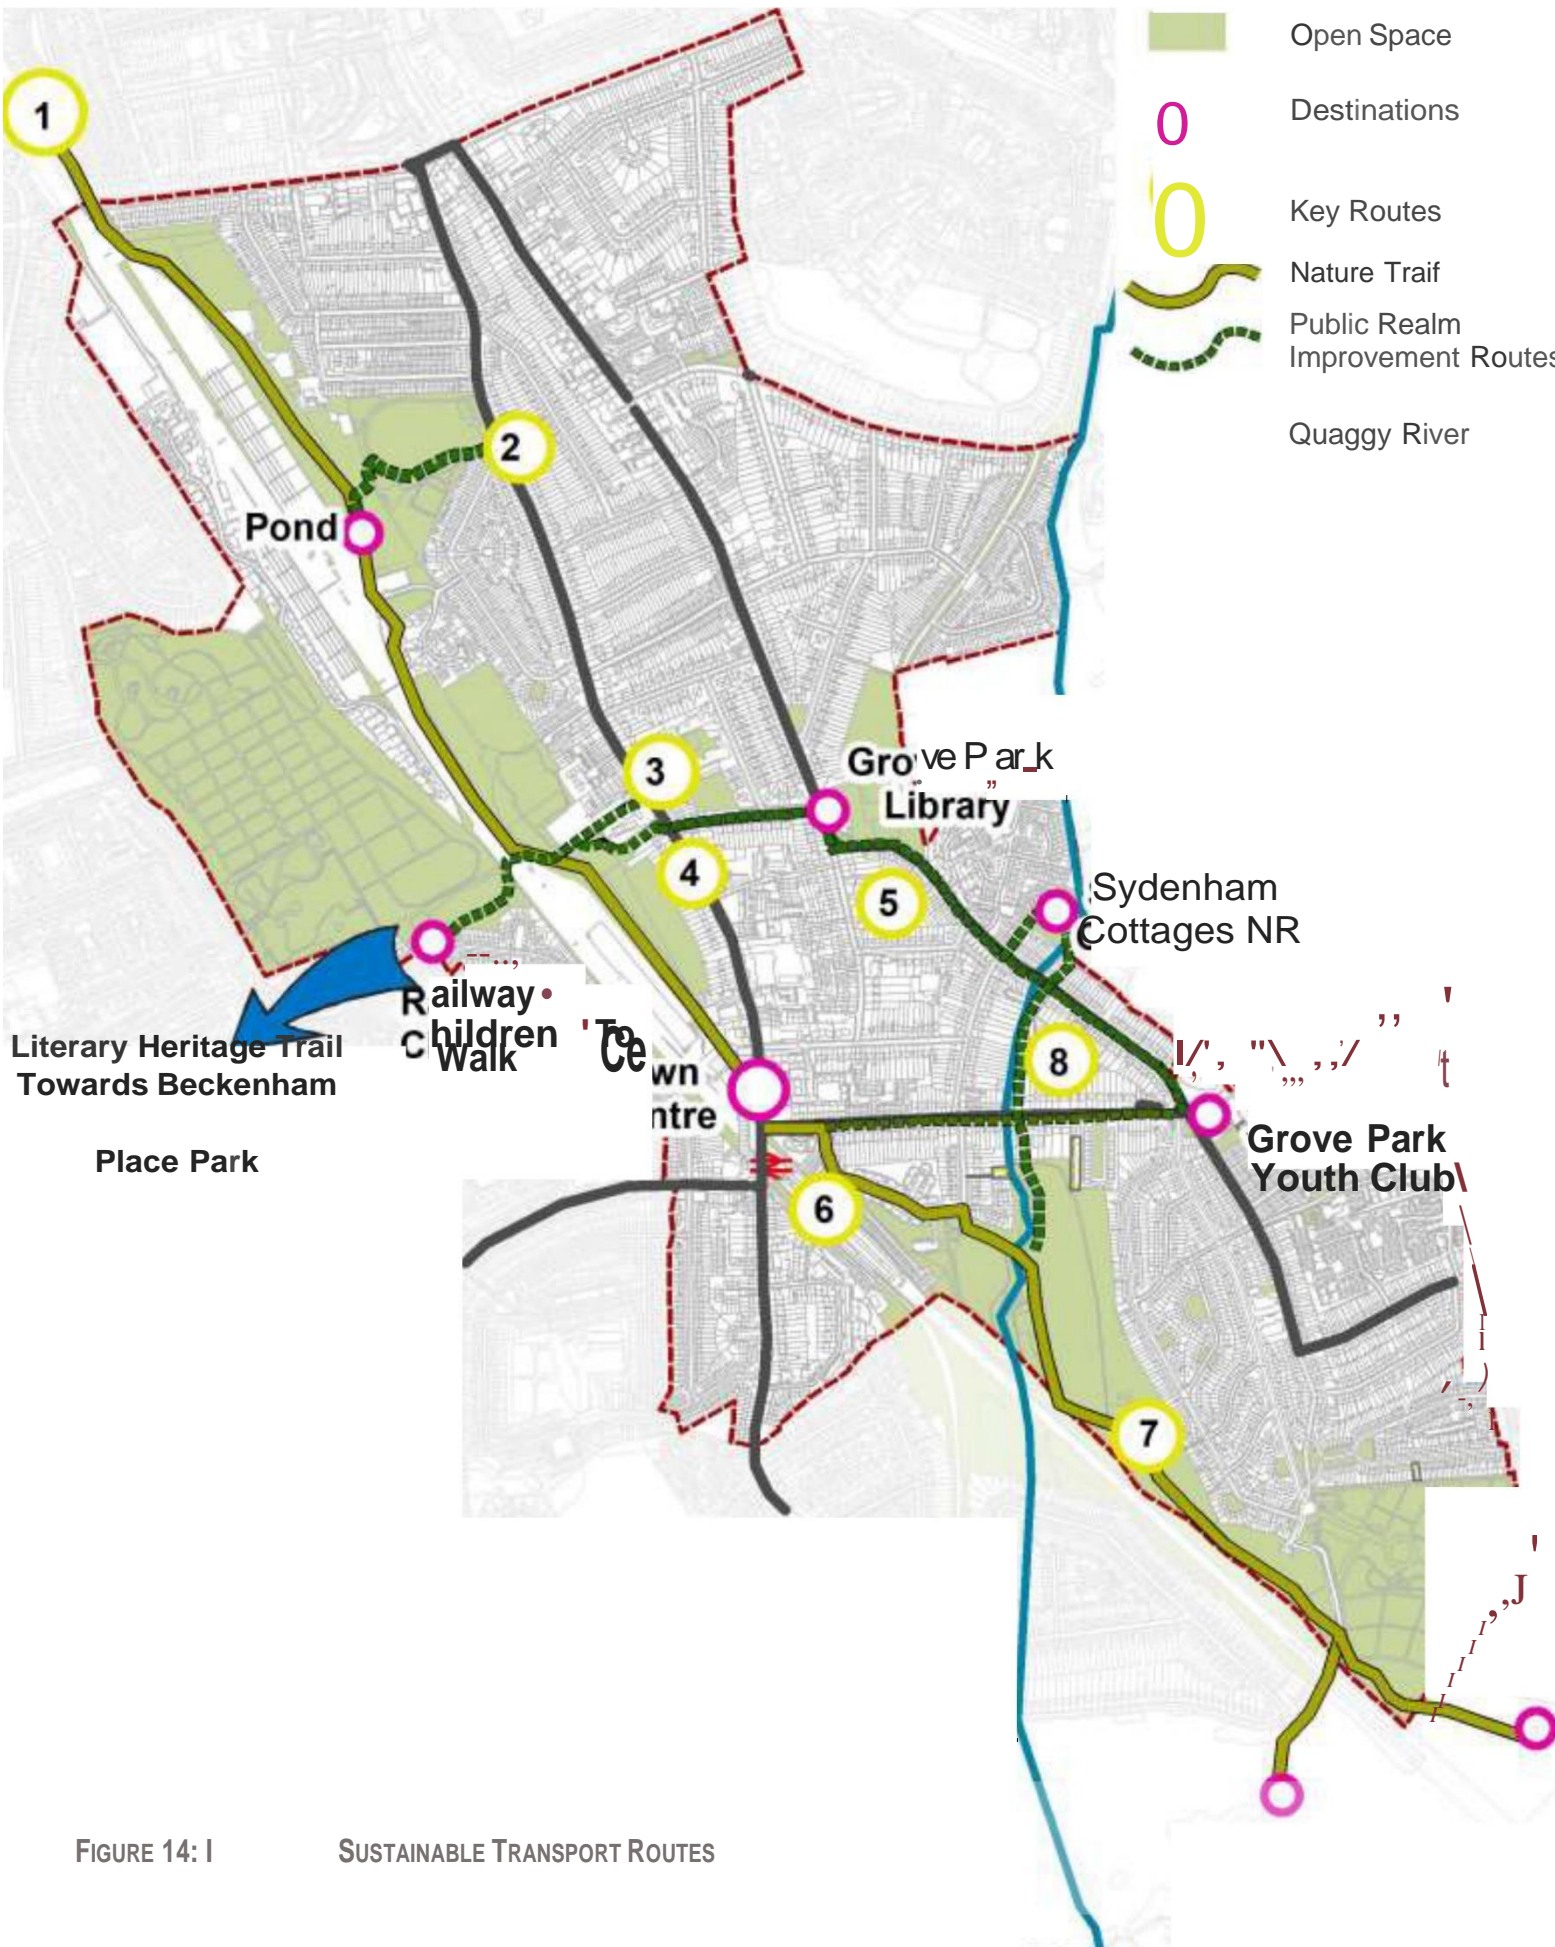 Open Space
Destinations
Key Routes
Nature Traif
Public Realm
Improvement Routes
Quaggy River
1
2
Pond
3
Grove Park
Library
4
5
Sydenham
Cottages NR
Railway
Children
Walk
Town
Centre
Literary Heritage Trail
Towards Beckenham
Place Park
8
Grove Park
Youth Club
6
7
FIGURE 14: I SUSTAINABLE TRANSPORT ROUTES